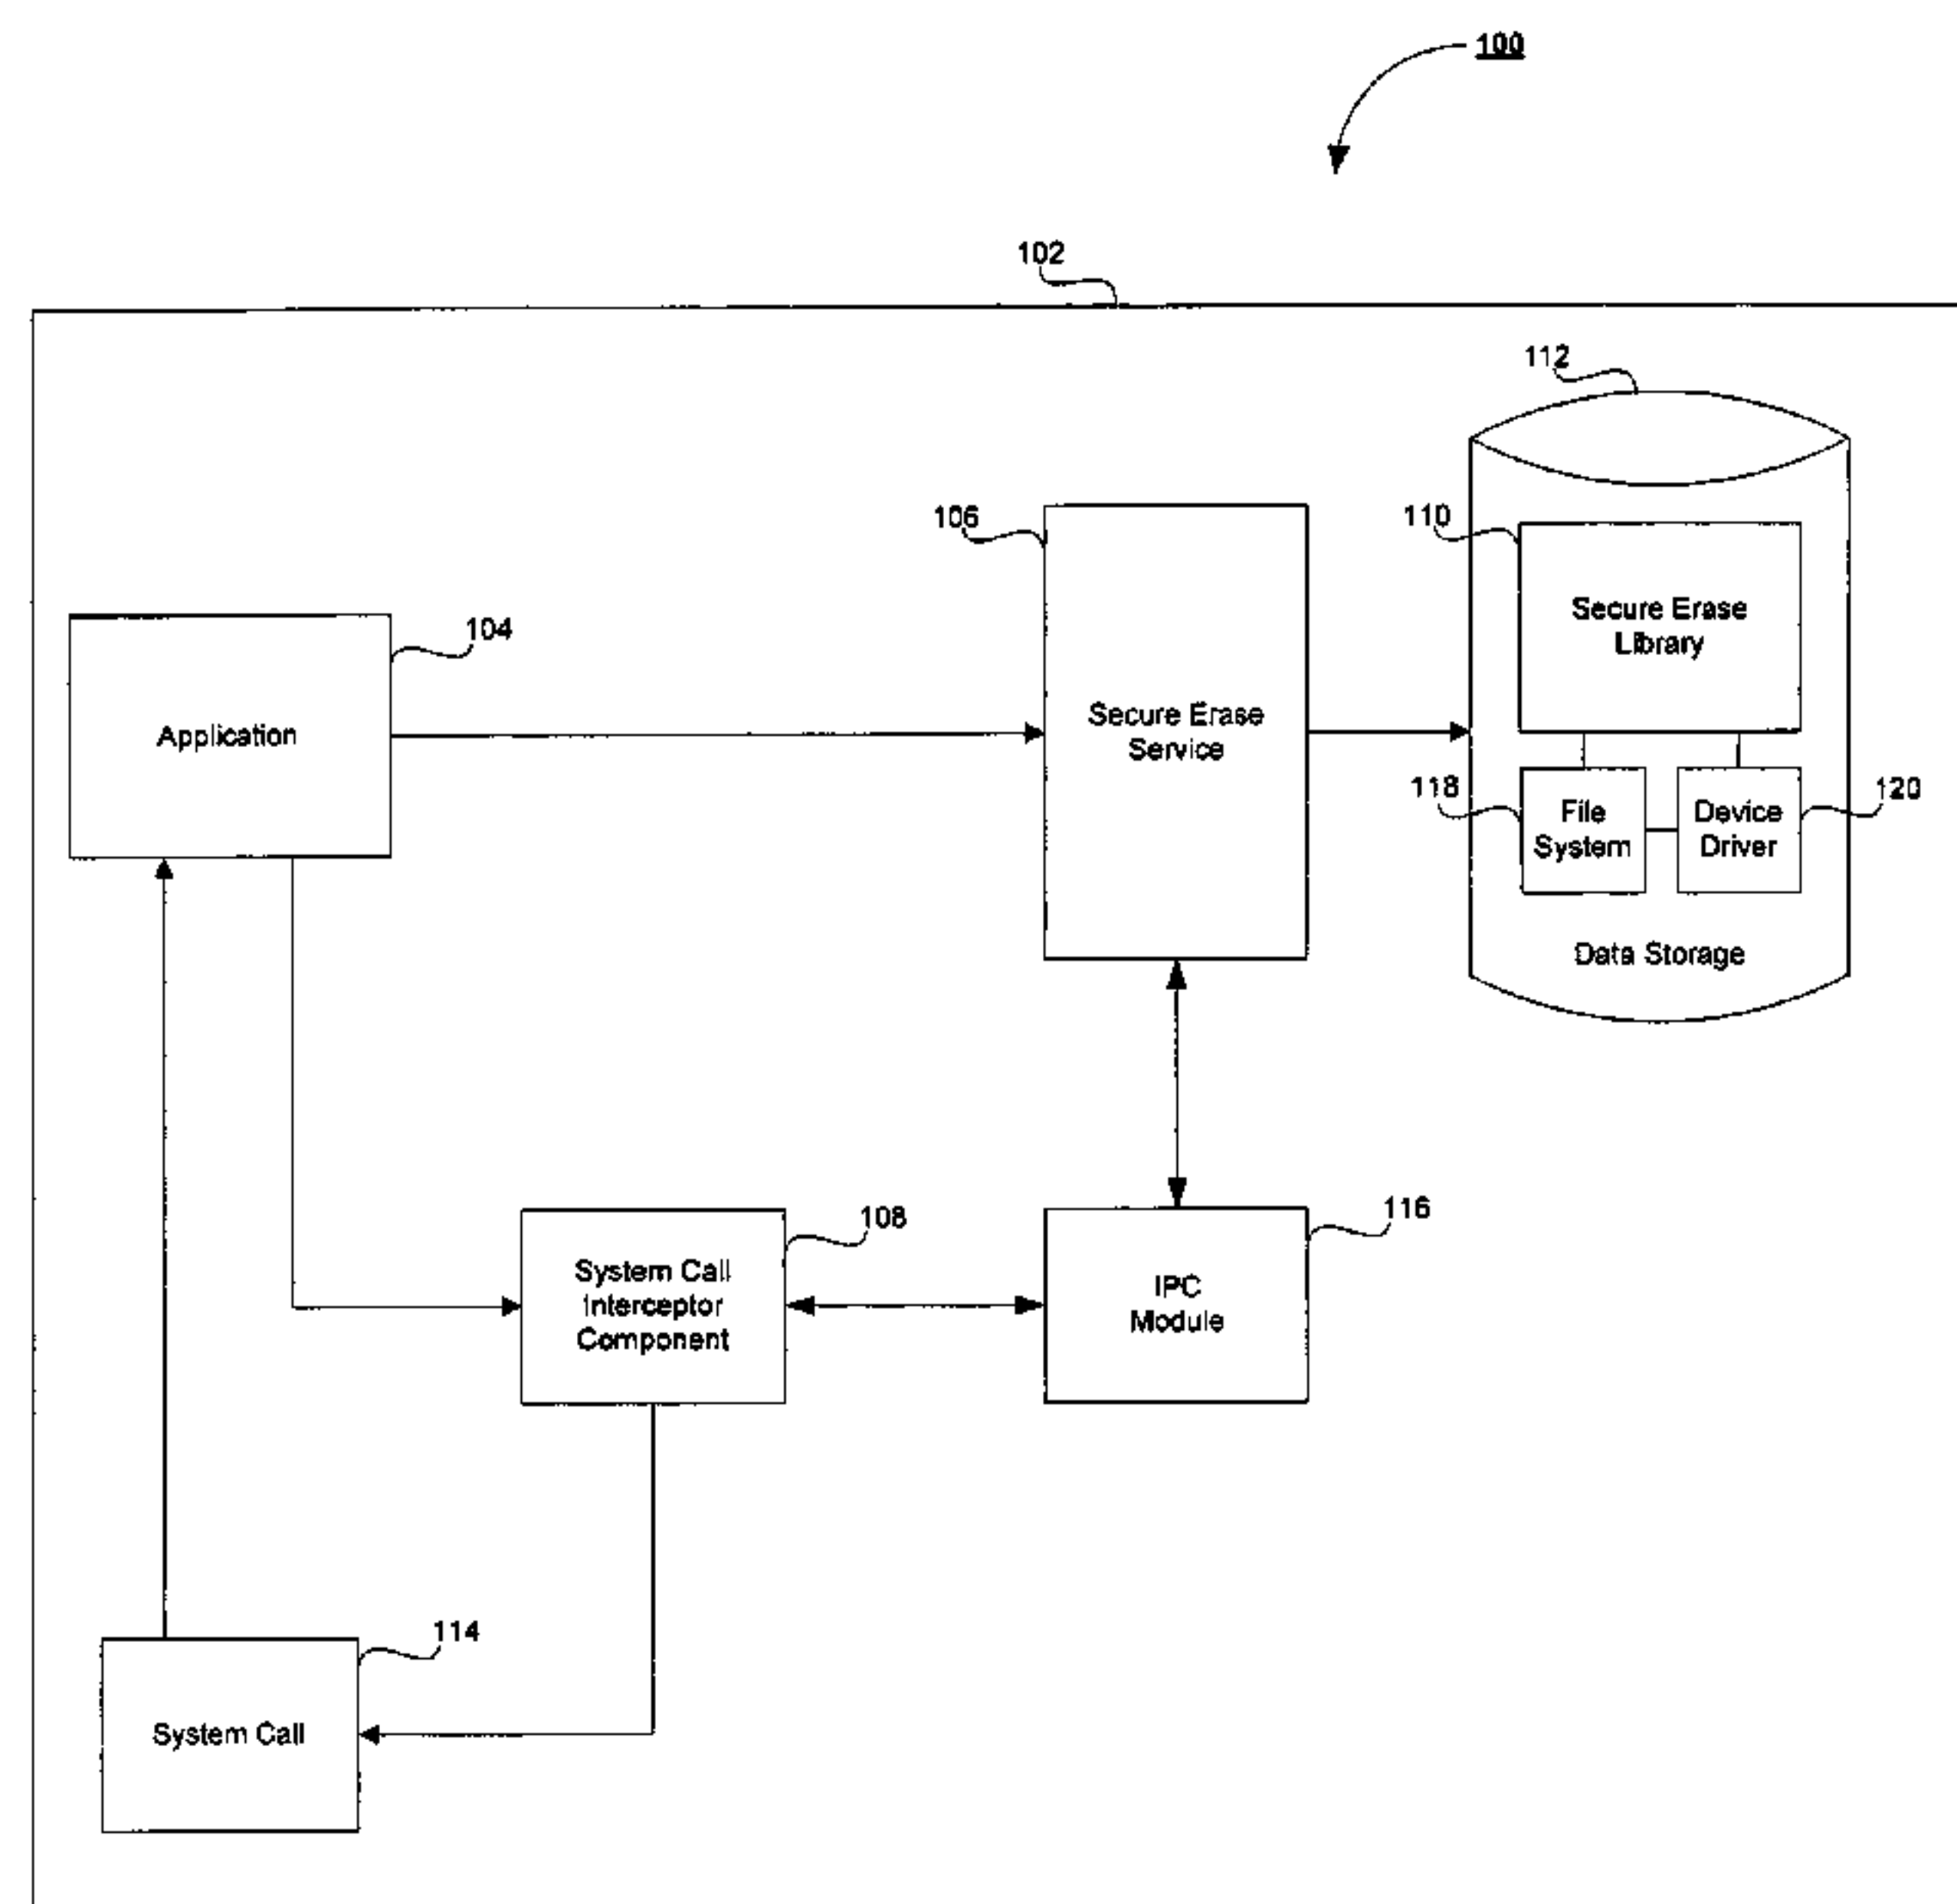 100
102
112
106
110
Secure Erase
Library
104
Application
Secure Erase
Service
118
File
System
Device
Driver
120
Data Storage
108
System Call
Interceptor
Component
116
IPC
Module
114
System Call